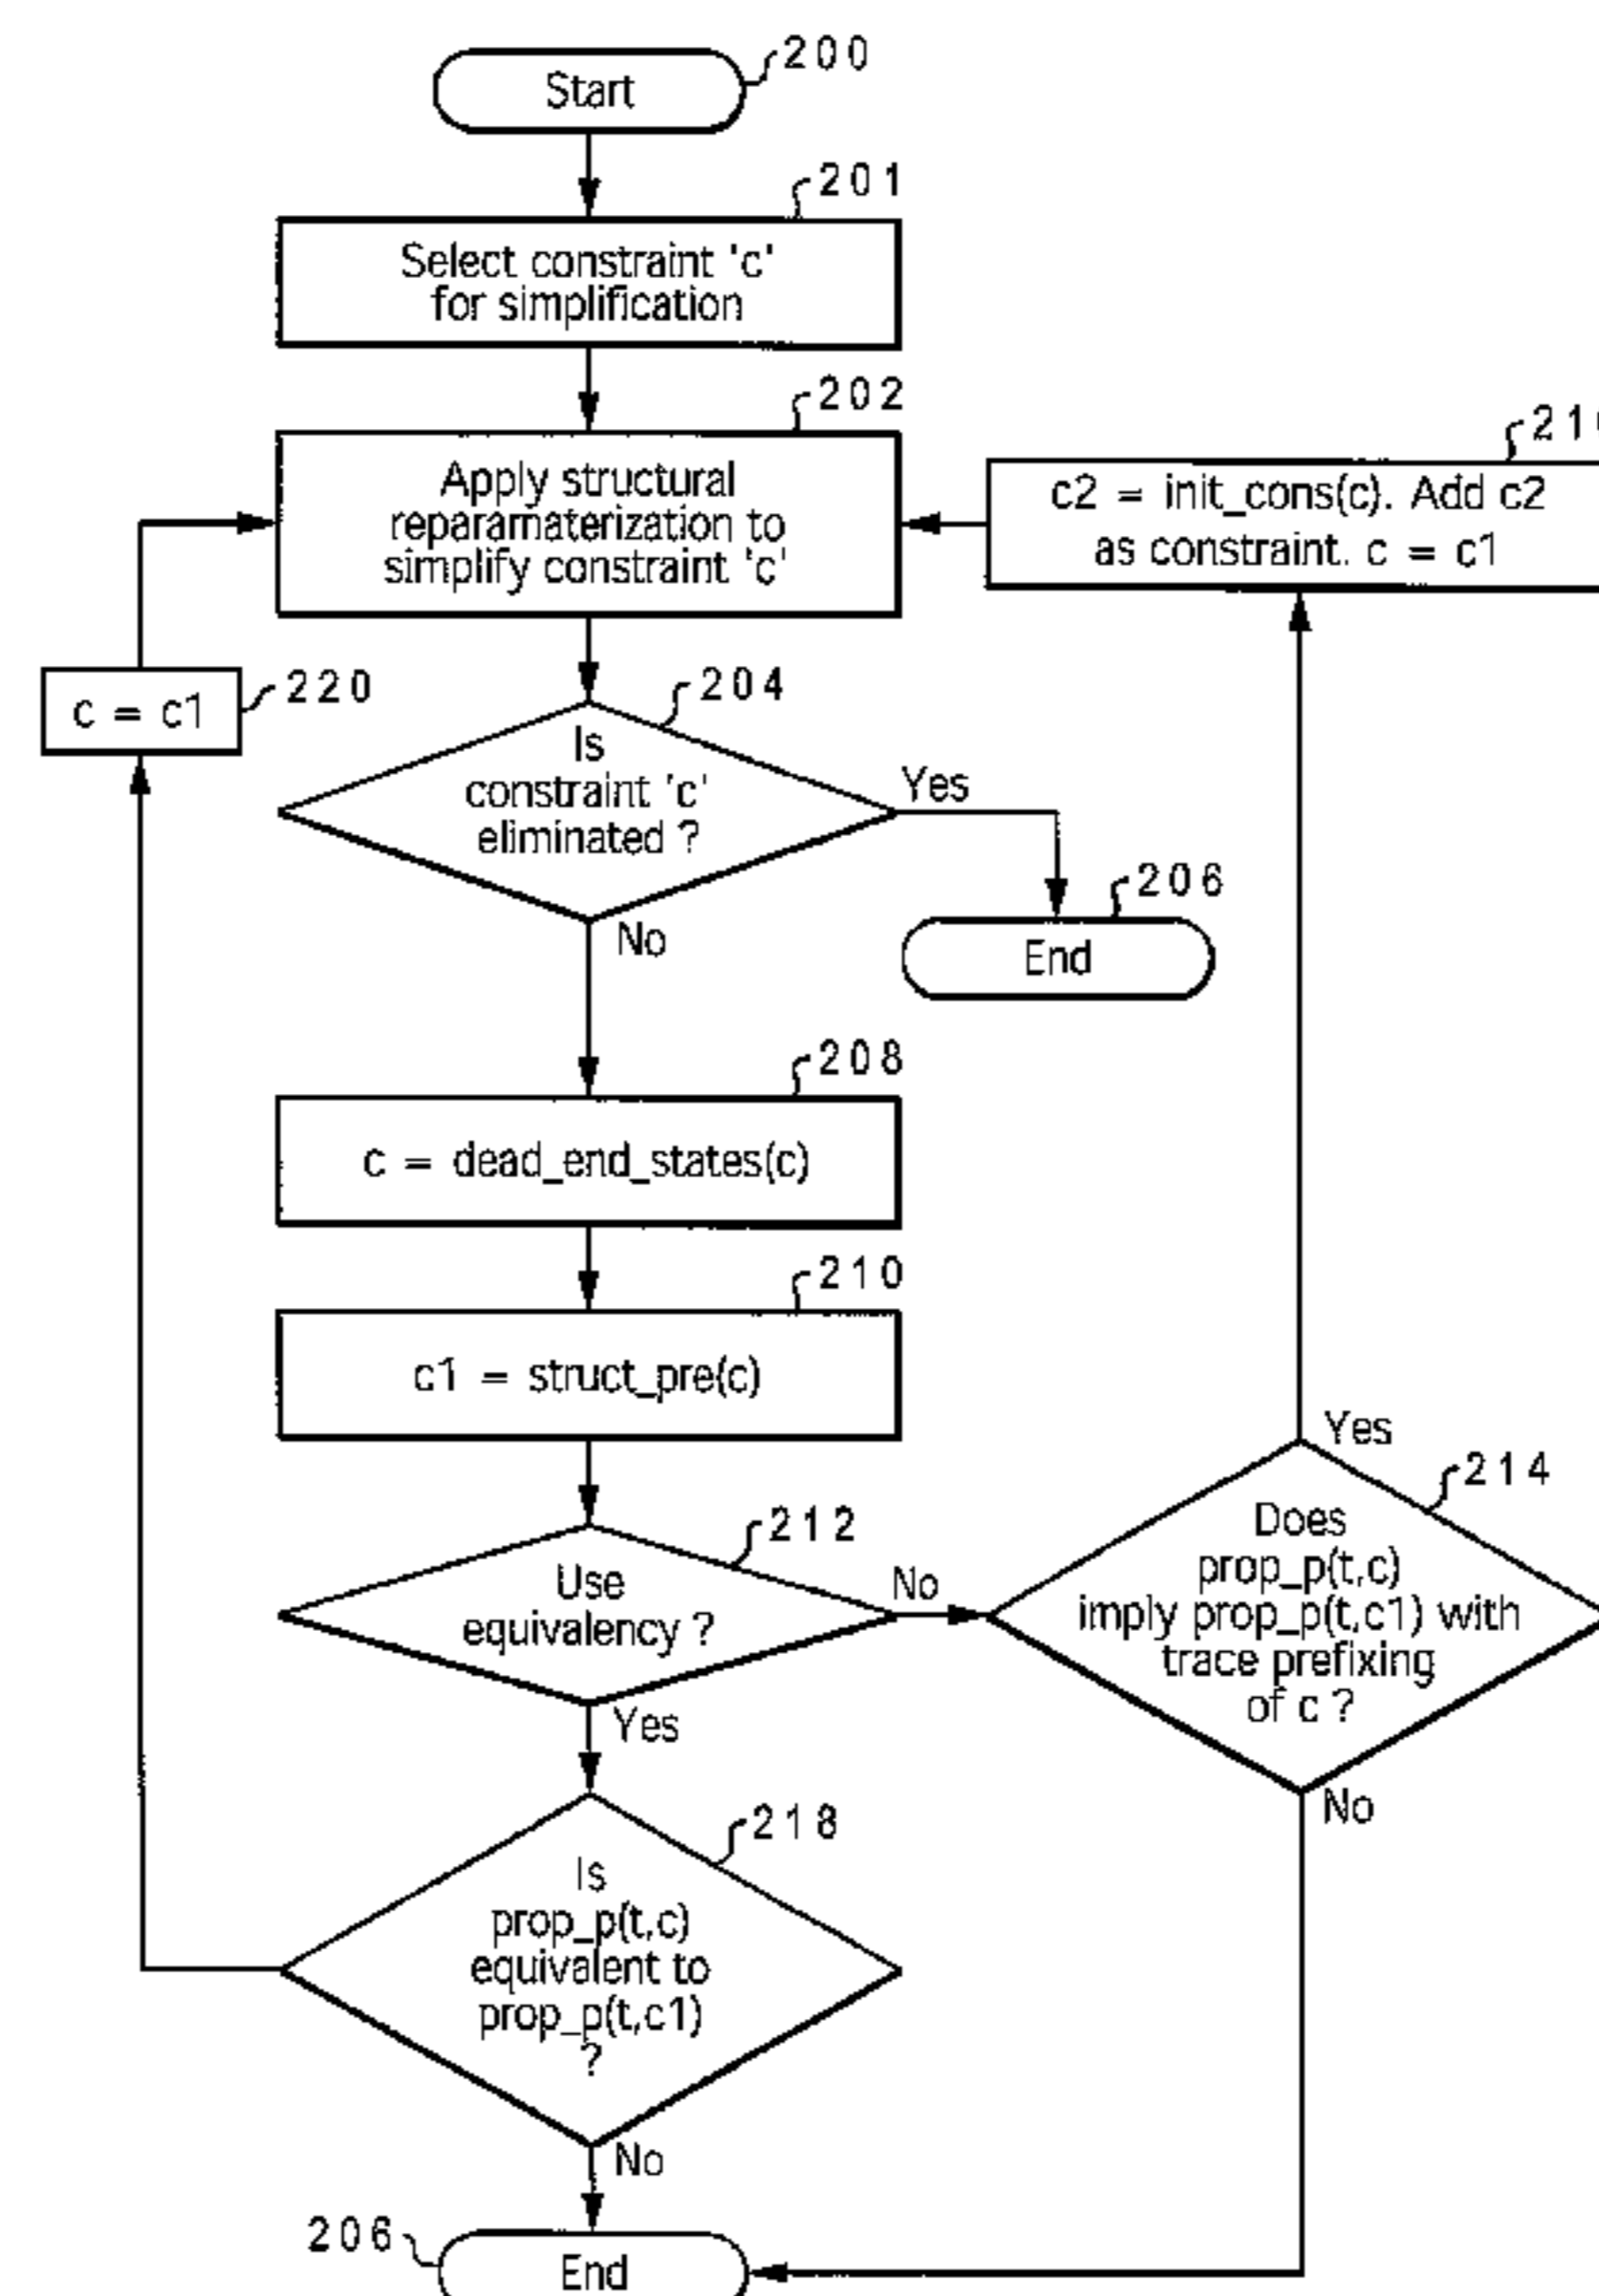 200
Start
201
Select constraint 'c'
for simplification
202
Apply structural
reparamaterization to
simplify constraint 'c'
c2 = init_cons(c). Add c2
as constraint. c = c1
220
c = c1
204
Is
constraint 'c'
eliminated ?
Yes
No
206
End
208
c = dead_end_states(c)
210
c1 = struct_pre(c)
212
Use
equivalency ?
No
Yes
214
Does
prop_p(t,c)
imply prop_p(t,c1) with
trace prefixing
of c ?
Yes
No
218
Is
prop_p(t,c)
equivalent to
prop_p(t,c1)
?
No
206
End